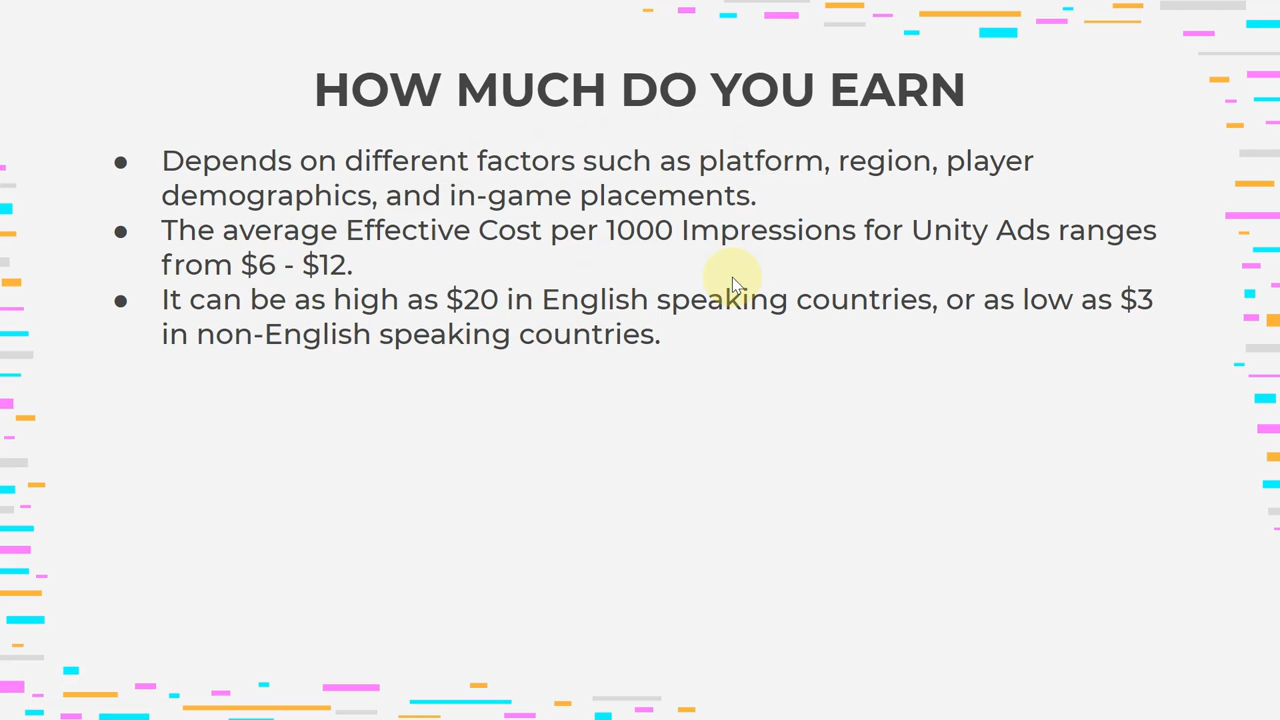 HOW MUCH DO YOU EARN
● Depends on different factors such as platform, region, player
demographics, and in-game placements.
● The average Effective Cost per 1000 Impressions for Unity Ads ranges
from $6 - $12.
● It can be as high as $20 in English speaking countries, or as low as $3
in non-English speaking countries.